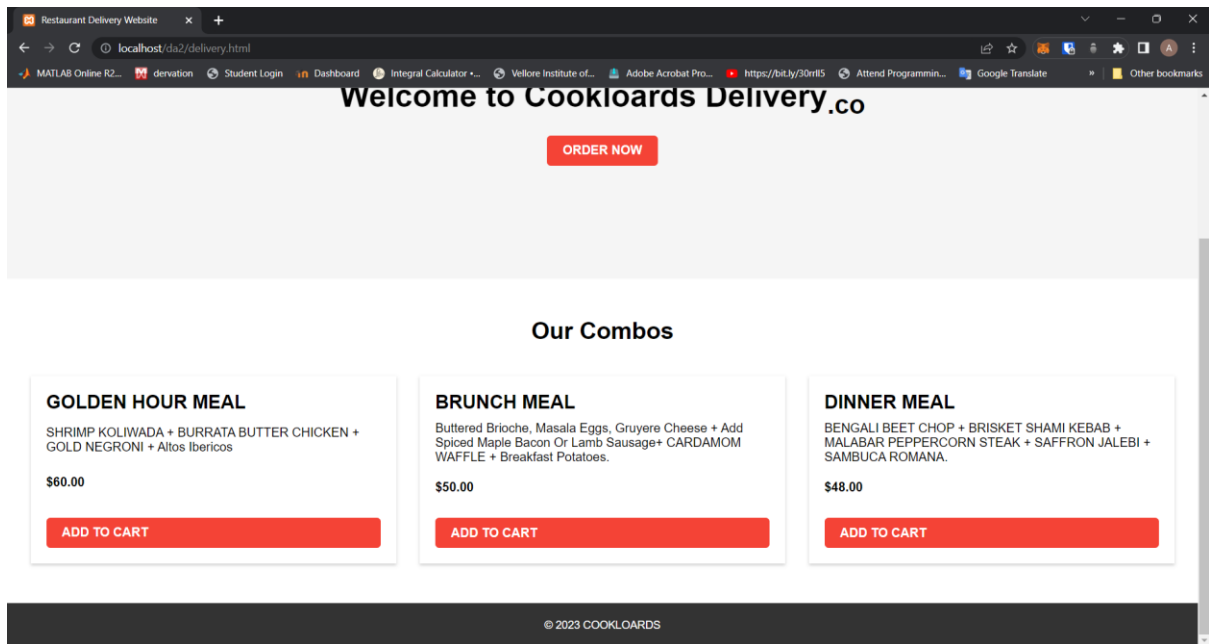 Restaurant Delivery Website
localhost/da2/delivery.html
MATLAB Online R2...
dervation
Student Login
Dashboard
Integral Calculator •...
Vellore Institute of...
Adobe Acrobat Pro...
https://bit.ly/30rrII5
Attend Programmin...
Google Translate
»
Other bookmarks
A
Welcome to Cookloards Delivery.co
ORDER NOW
Our Combos
GOLDEN HOUR MEAL
SHRIMP KOLIWADA + BURRATA BUTTER CHICKEN +
GOLD NEGRONI + Altos Ibericos
$60.00
ADD TO CART
BRUNCH MEAL
Buttered Brioche, Masala Eggs, Gruyere Cheese + Add
Spiced Maple Bacon Or Lamb Sausage+ CARDAMOM
WAFFLE + Breakfast Potatoes.
$50.00
ADD TO CART
DINNER MEAL
BENGALI BEET CHOP + BRISKET SHAMI KEBAB +
MALABAR PEPPERCORN STEAK + SAFFRON JALEBI +
SAMBUCA ROMANA.
$48.00
ADD TO CART
© 2023 COOKLOARDS